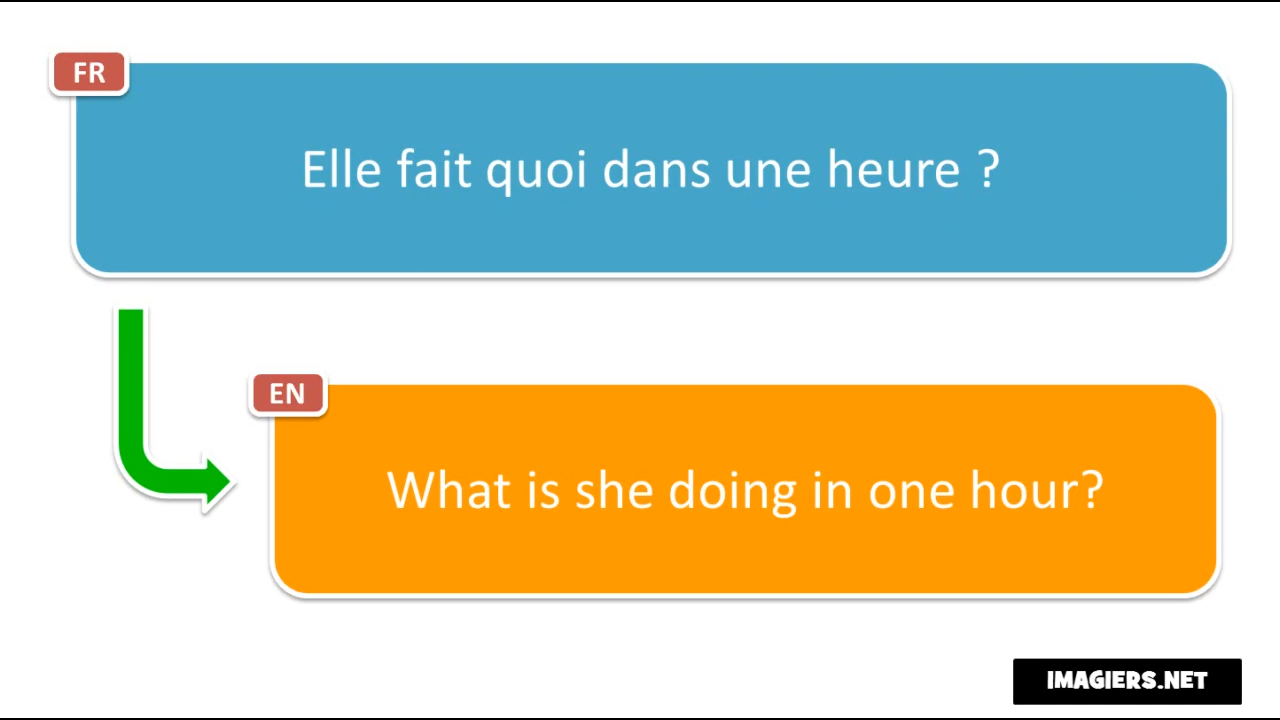 FR
Elle fait quoi dans une heure ?
EN
What is she doing in one hour?
IMAGIERS.NET